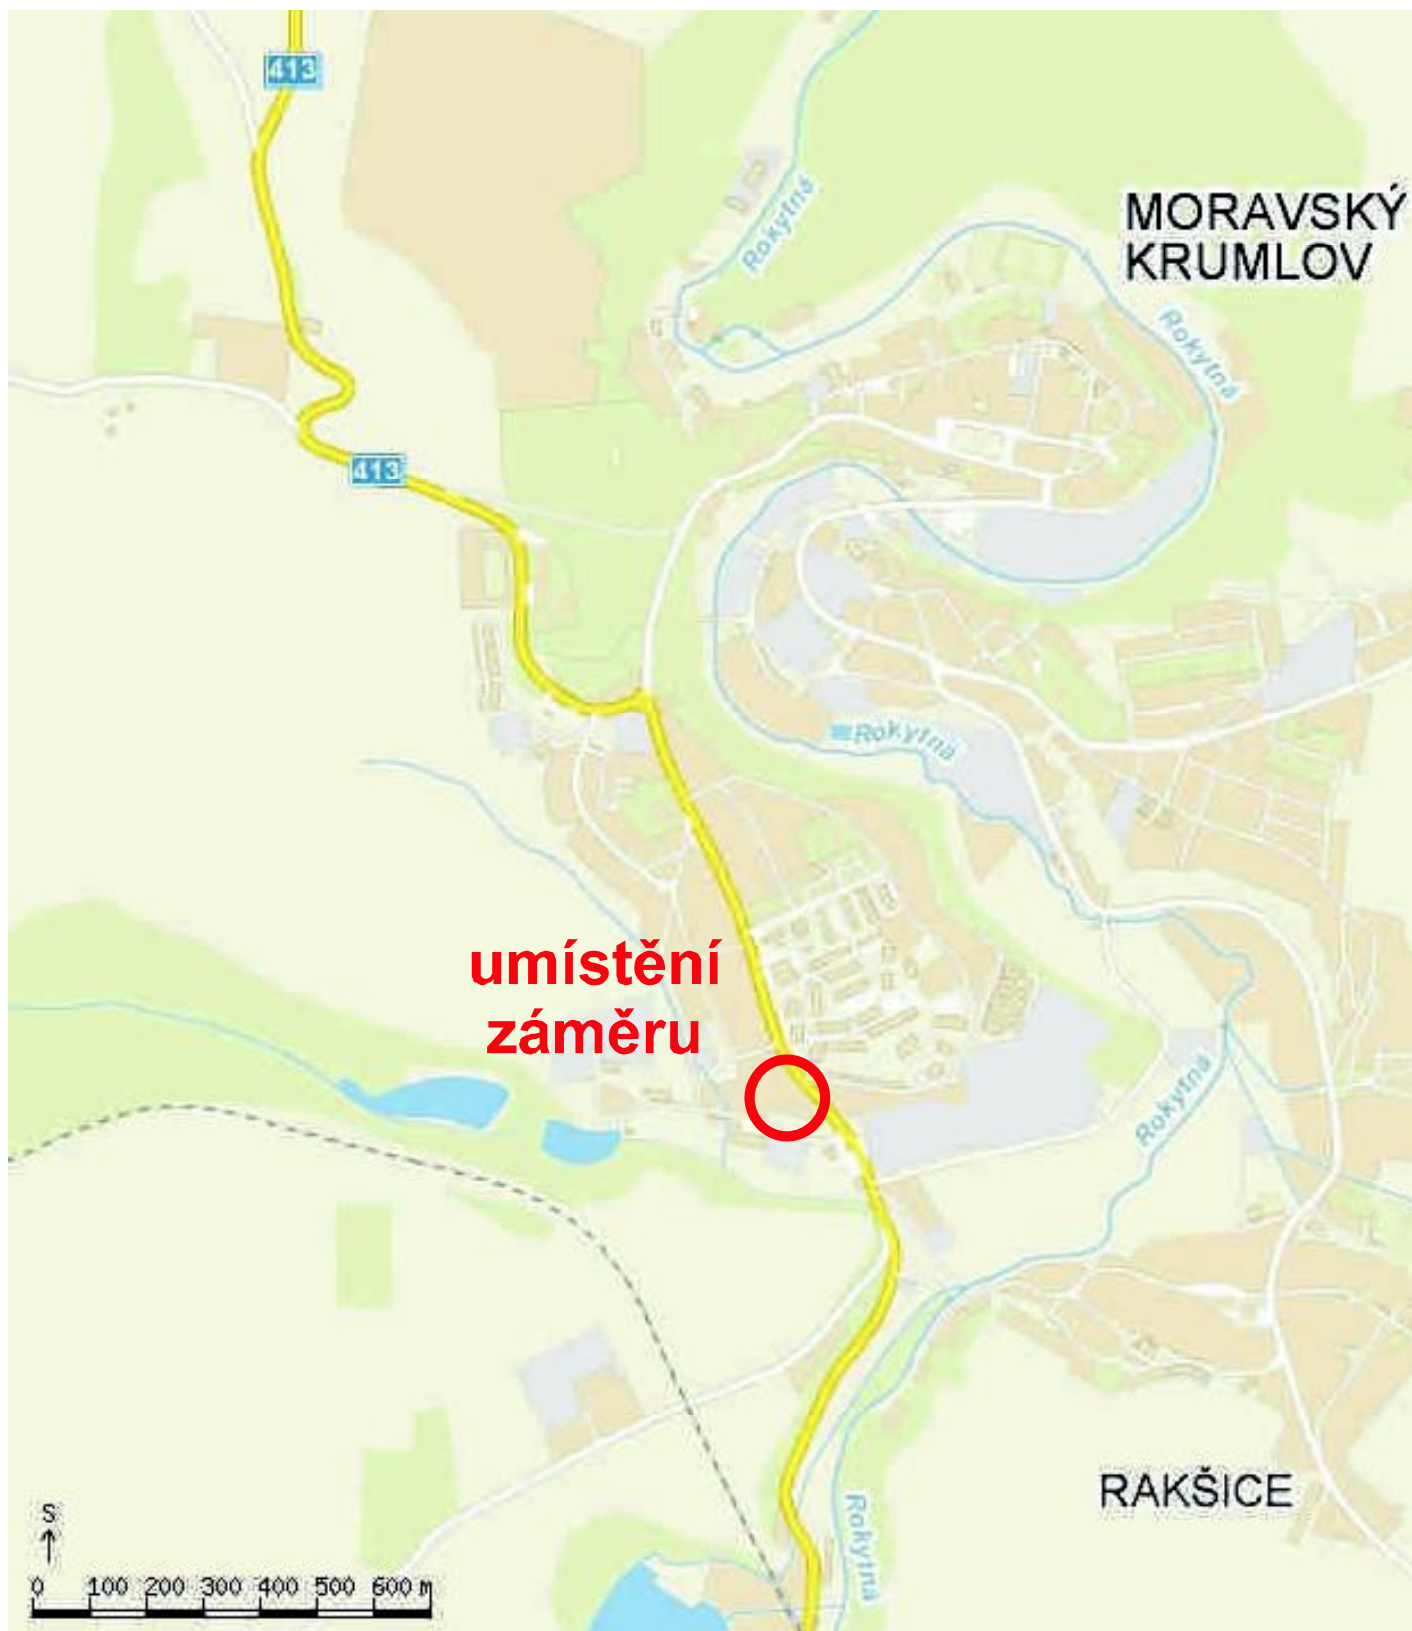 413
MORAVSKÝ
KRUMLOV
Rokytná
Rokytná
413
Rokytná
umístění
záměru
Rokytná
RAKŠICE
Rokytná
S
0 100 200 300 400 500 600 m